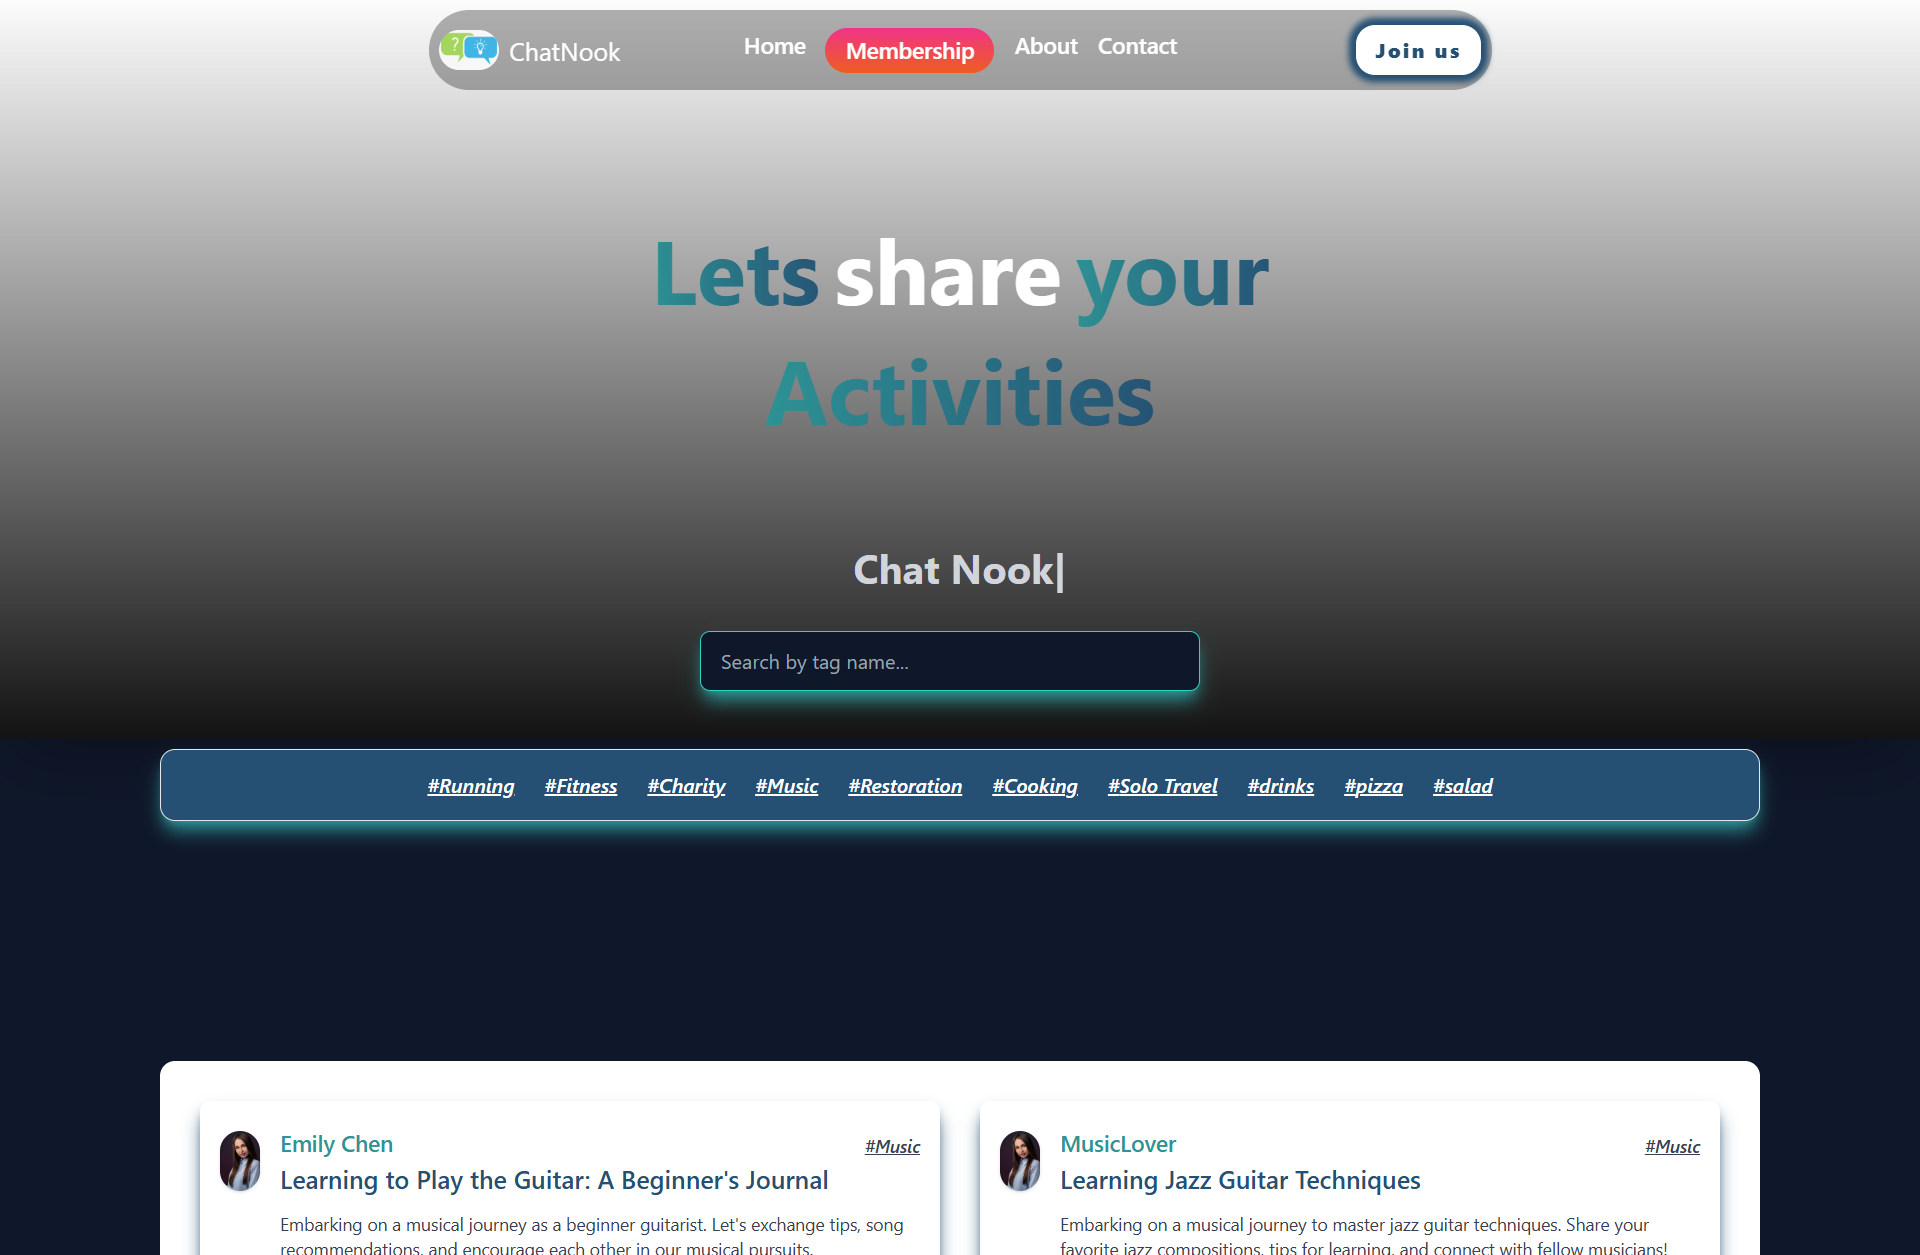 ChatNook
Home Membership About Contact
Join us
Lets share your
Activities
Chat Nook|
Search by tag name...
#Running #Fitness #Charity #Music #Restoration #Cooking #Solo Travel #drinks #pizza #salad
Emily Chen
#Music
Learning to Play the Guitar: A Beginner's Journal
Embarking on a musical journey as a beginner guitarist. Let's exchange tips, song
recommendations, and encourage each other in our musical pursuits.
MusicLover
#Music
Learning Jazz Guitar Techniques
Embarking on a musical journey to master jazz guitar techniques. Share your
favorite jazz compositions, tips for learning, and connect with fellow musicians!